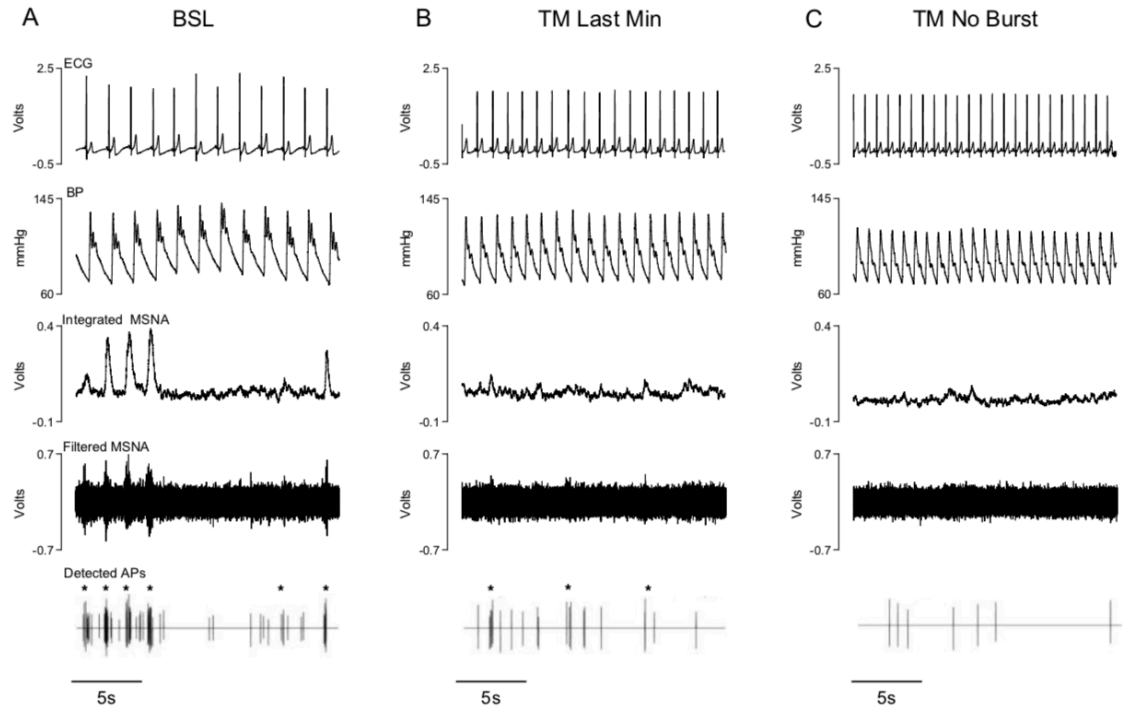 A BSL B TM Last Min C TM No Burst
ECG
2.5 2.5 2.5
Volts Volts Volts
-0.5 -0.5 -0.5
BP
145 145 145
mmHg mmHg mmHg
60 60 60
Integrated MSNA
0.4 0.4 0.4
Volts Volts Volts
-0.1 -0.1 -0.1
Filtered MSNA
0.7 0.7 0.7
Volts Volts Volts
-0.7 -0.7 -0.7
Detected APs
* * * * * * * * *
5s 5s 5s